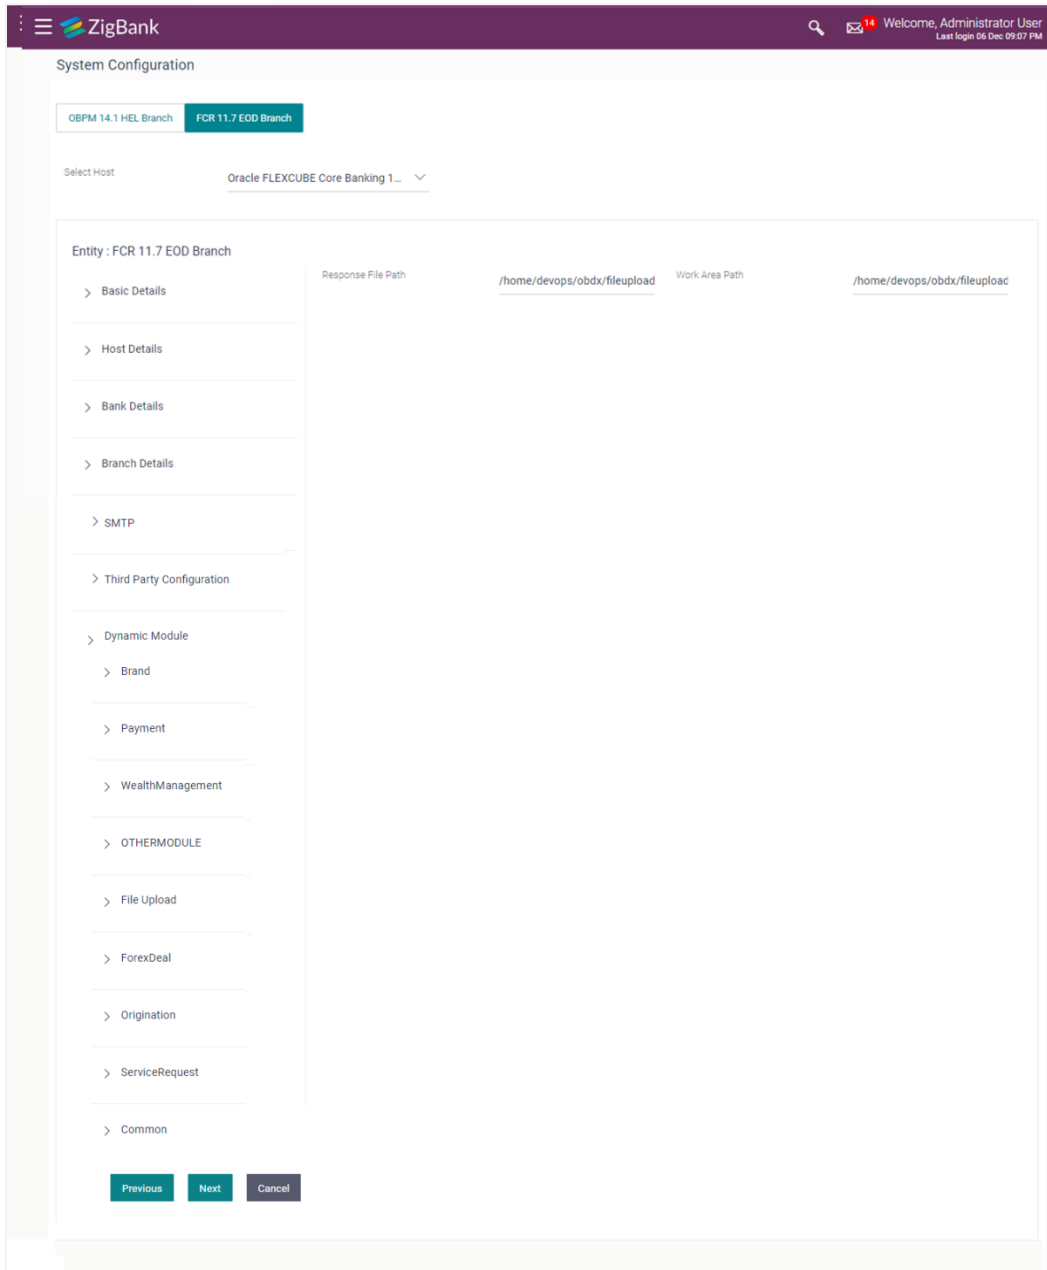 ZigBank
14
Welcome, Administrator User
Last login 06 Dec 09:07 PM
System Configuration
OBPM 14.1 HEL Branch
FCR 11.7 EOD Branch
Select Host
Oracle FLEXCUBE Core Banking 1...
Entity : FCR 11.7 EOD Branch
Response File Path
/home/devops/obdx/fileupload
Work Area Path
/home/devops/obdx/fileupload
Basic Details
Host Details
Bank Details
Branch Details
SMTP
Third Party Configuration
Dynamic Module
Brand
Payment
WealthManagement
OTHERMODULE
File Upload
ForexDeal
Origination
ServiceRequest
Common
Previous
Next
Cancel